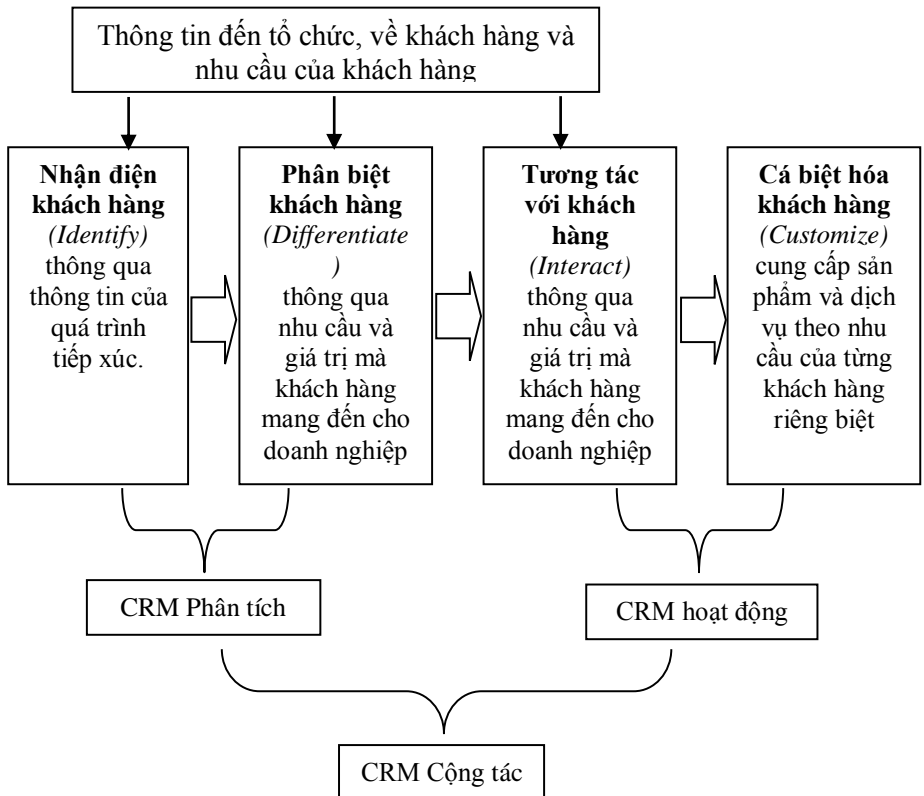 Thông tin đến tổ chức, về khách hàng và
nhu cầu của khách hàng
Nhận điện
khách hàng
(Identify)
thông qua
thông tin của
quá trình
tiếp xúc.
Phân biệt
khách hàng
(Differentiate
)
thông qua
nhu cầu và
giá trị mà
khách hàng
mang đến cho
doanh nghiệp
Tương tác
với khách
hàng
(Interact)
thông qua
nhu cầu và
giá trị mà
khách hàng
mang đến cho
doanh nghiệp
Cá biệt hóa
khách hàng
(Customize)
cung cấp sản
phẩm và dịch
vụ theo nhu
cầu của từng
khách hàng
riêng biệt
CRM Phân tích
CRM hoạt động
CRM Cộng tác